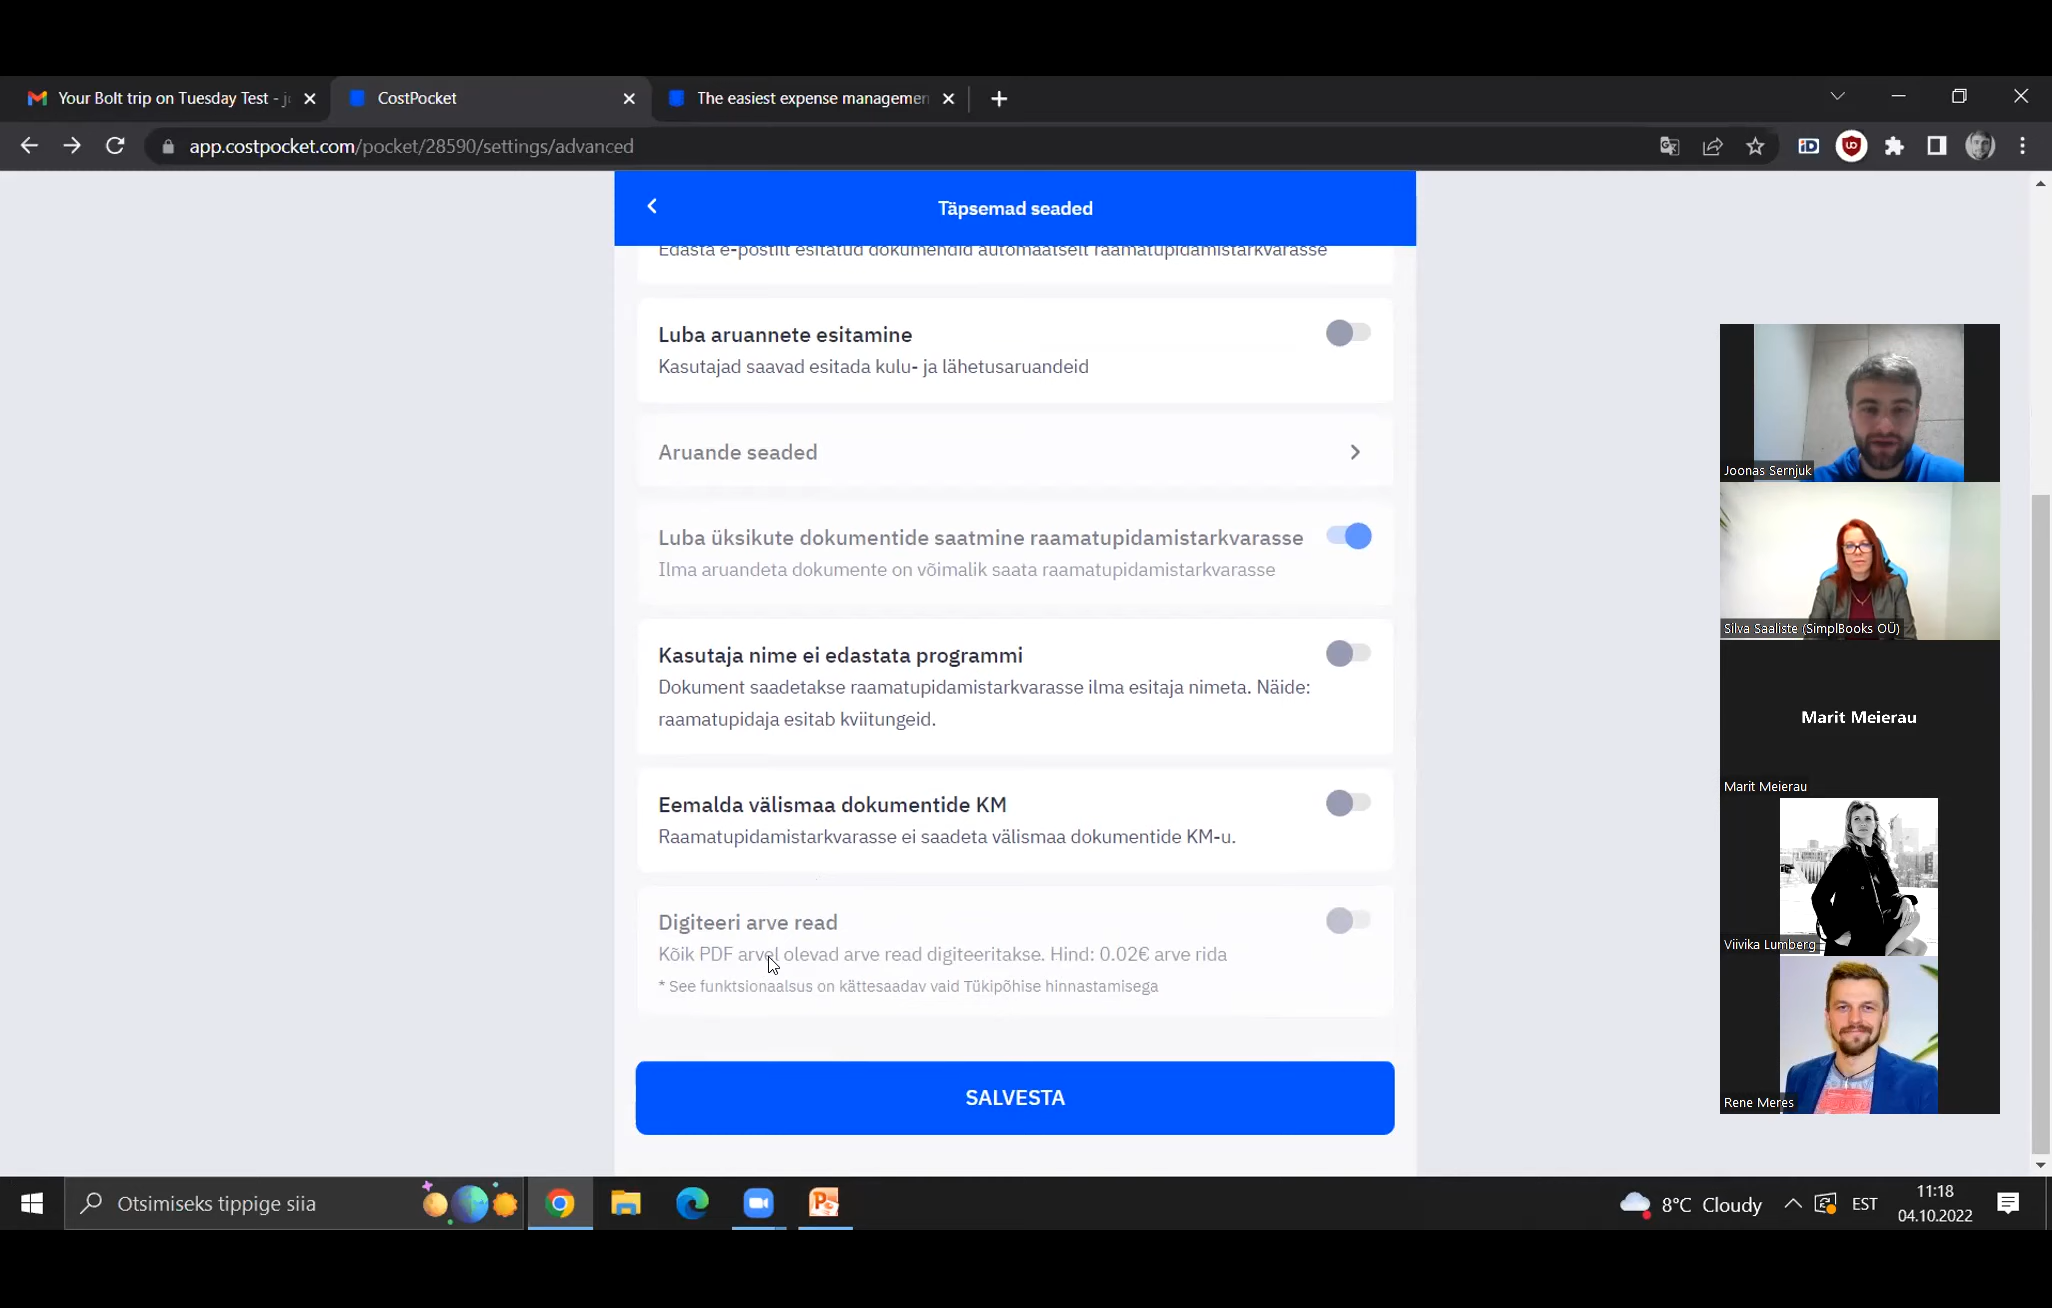 Your Bolt trip on Tuesday Test -
CostPocket
The easiest expense managemen
app.costpocket.com/pocket/28590/settings/advanced
Täpsemad seaded
Edasta e-postilt esitatud dokumendid automaatselt raamatupidamistarkvarasse
Luba aruannete esitamine
Kasutajad saavad esitada kulu- ja lähetusaruandeid
Aruande seaded
Luba üksikute dokumentide saatmine raamatupidamistarkvarasse
Ilma aruandeta dokumente on võimalik saata raamatupidamistarkvarasse
Kasutaja nime ei edastata programmi
Dokument saadetakse raamatupidamistarkvarasse ilma esitaja nimeta. Näide:
raamatupidaja esitab kviitungeid.
Eemalda välismaa dokumentide KM
Raamatupidamistarkvarasse ei saadeta välismaa dokumentide KM-u.
Digiteeri arve read
Kõik PDF arvel olevad arve read digiteeritakse. Hind: 0.02€ arve rida
* See funktsionaalsus on kättesaadav vaid Tükipõhise hinnastamisega
SALVESTA
Joonas Sernjuk
Silva Saaliste (SimplBooks OÜ)
Marit Meierau
Marit Meierau
Viivika Lumberg
Rene Meres
Otsimiseks tippige siia
8°C Cloudy
EST
11:18
04.10.2022